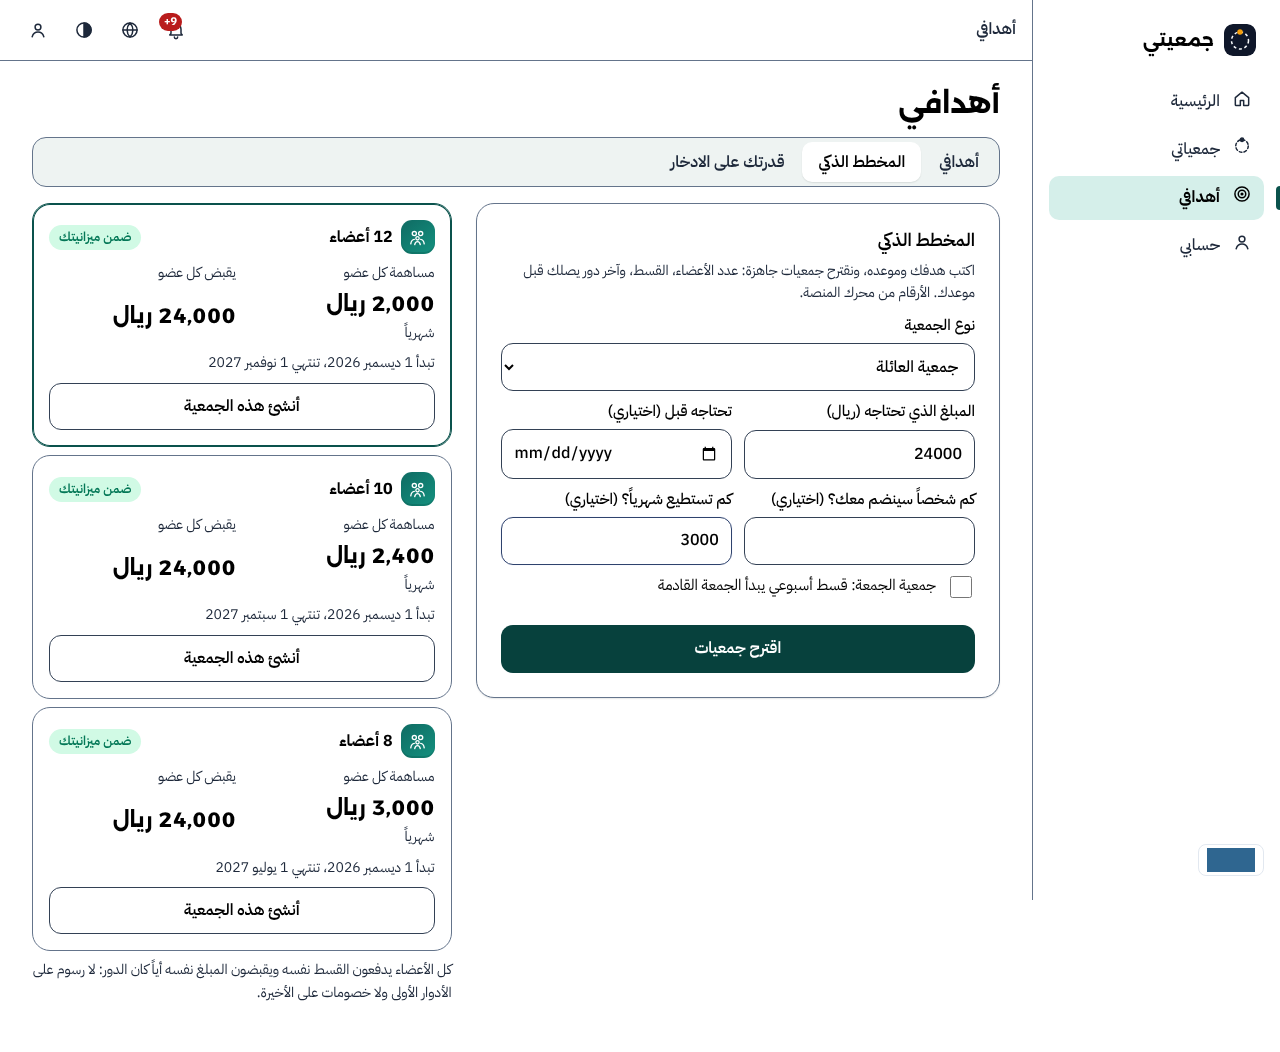 جمعيتي
الرئيسية
جمعياتي
أهدافي
حسابي
أهدافي
+9
أهدافي
أهدافي
المخطط الذكي
قدرتك على الادخار
المخطط الذكي
اكتب هدفك وموعده، ونقترح جمعيات جاهزة: عدد الأعضاء، القسط، وآخر دور يصلك قبل
موعدك. الأرقام من محرك المنصة.
نوع الجمعية
جمعية العائلة
المبلغ الذي تحتاجه (ريال)
تحتاجه قبل (اختياري)
24000
mm/dd/yyyy
كم شخصاً سينضم معك؟ (اختياري)
كم تستطيع شهرياً؟ (اختياري)
3000
جمعية الجمعة: قسط أسبوعي يبدأ الجمعة القادمة
اقترح جمعيات
12 أعضاء
ضمن ميزانيتك
مساهمة كل عضو
يقبض كل عضو
2,000 ريال
24,000 ريال
شهرياً
تبدأ 1 ديسمبر 2026، تنتهي 1 نوفمبر 2027
أنشئ هذه الجمعية
10 أعضاء
ضمن ميزانيتك
مساهمة كل عضو
يقبض كل عضو
2,400 ريال
24,000 ريال
شهرياً
تبدأ 1 ديسمبر 2026، تنتهي 1 سبتمبر 2027
أنشئ هذه الجمعية
8 أعضاء
ضمن ميزانيتك
مساهمة كل عضو
يقبض كل عضو
3,000 ريال
24,000 ريال
شهرياً
تبدأ 1 ديسمبر 2026، تنتهي 1 يوليو 2027
أنشئ هذه الجمعية
كل الأعضاء يدفعون القسط نفسه ويقبضون المبلغ نفسه أياً كان الدور: لا رسوم على
الأدوار الأولى ولا خصومات على الأخيرة.